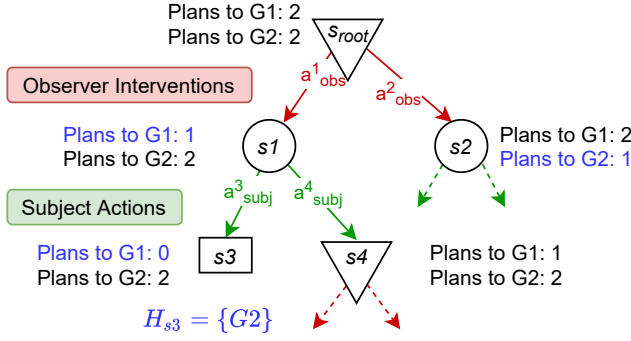 Plans to G1: 2
Plans to G2: 2
s_root
a^1_obs
a^2_obs
Observer Interventions
Plans to G1: 1
Plans to G2: 2
s1
s2
Plans to G1: 2
Plans to G2: 1
a^3_subj
a^4_subj
Subject Actions
Plans to G1: 0
Plans to G2: 2
s3
s4
Plans to G1: 1
Plans to G2: 2
H_{s3} = {G2}